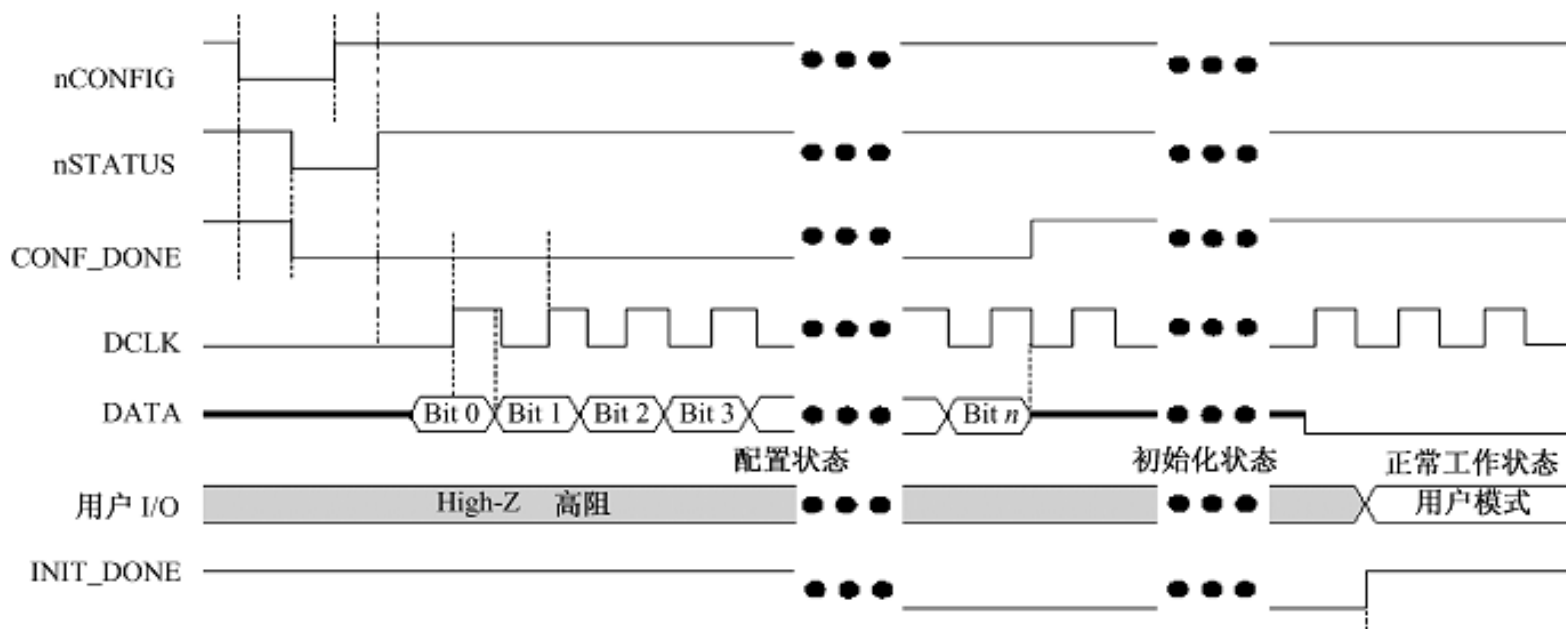 nCONFIG
nSTATUS
CONF_DONE
DCLK
DATA
Bit 0 Bit 1 Bit 2 Bit 3 Bit n
配置状态 初始化状态 正常工作状态
用户 I/O High-Z 高阻 用户模式
INIT_DONE